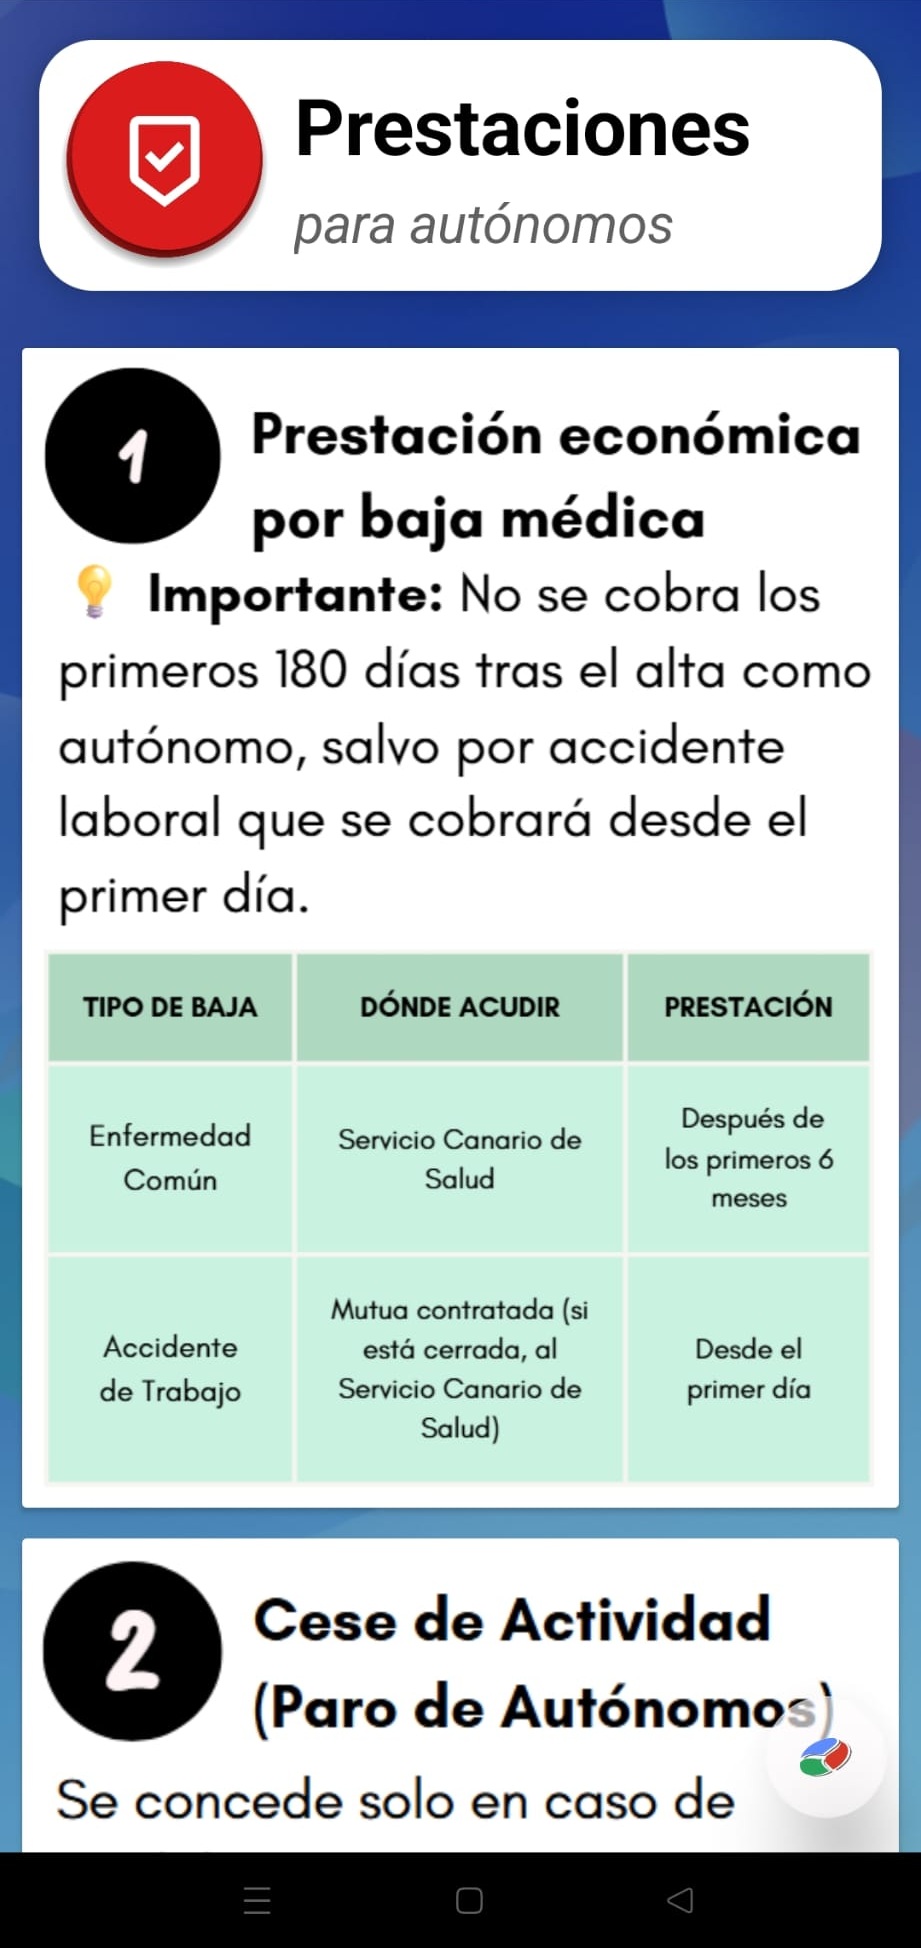 Prestaciones
para autónomos
1
Prestación económica
por baja médica
💡 Importante: No se cobra los
primeros 180 días tras el alta como
autónomo, salvo por accidente
laboral que se cobrará desde el
primer día.
TIPO DE BAJA
DÓNDE ACUDIR
PRESTACIÓN
Enfermedad
Común
Servicio Canario de
Salud
Después de
los primeros 6
meses
Accidente
de Trabajo
Mutua contratada (si
está cerrada, al
Servicio Canario de
Salud)
Desde el
primer día
2
Cese de Actividad
(Paro de Autónomos)
Se concede solo en caso de